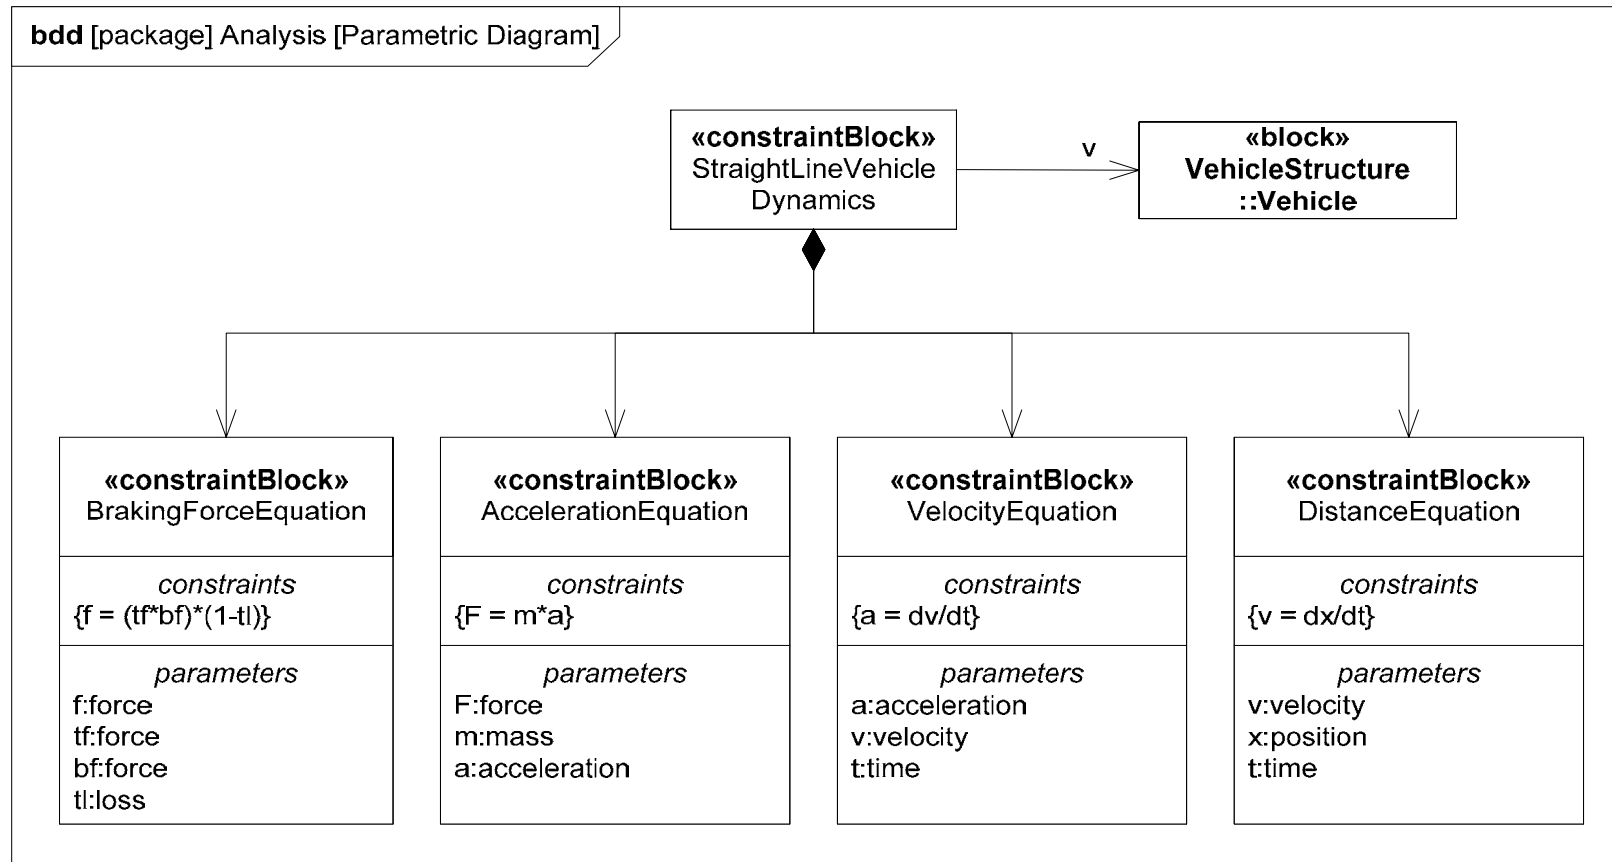 bdd [package] Analysis [Parametric Diagram]
«constraintBlock»
StraightLineVehicle
Dynamics
v
«block»
VehicleStructure
::Vehicle
«constraintBlock»
BrakingForceEquation
constraints
{f = (tf*bf)*(1-tl)}
parameters
f:force
tf:force
bf:force
tl:loss
«constraintBlock»
AccelerationEquation
constraints
{F = m*a}
parameters
F:force
m:mass
a:acceleration
«constraintBlock»
VelocityEquation
constraints
{a = dv/dt}
parameters
a:acceleration
v:velocity
t:time
«constraintBlock»
DistanceEquation
constraints
{v = dx/dt}
parameters
v:velocity
x:position
t:time